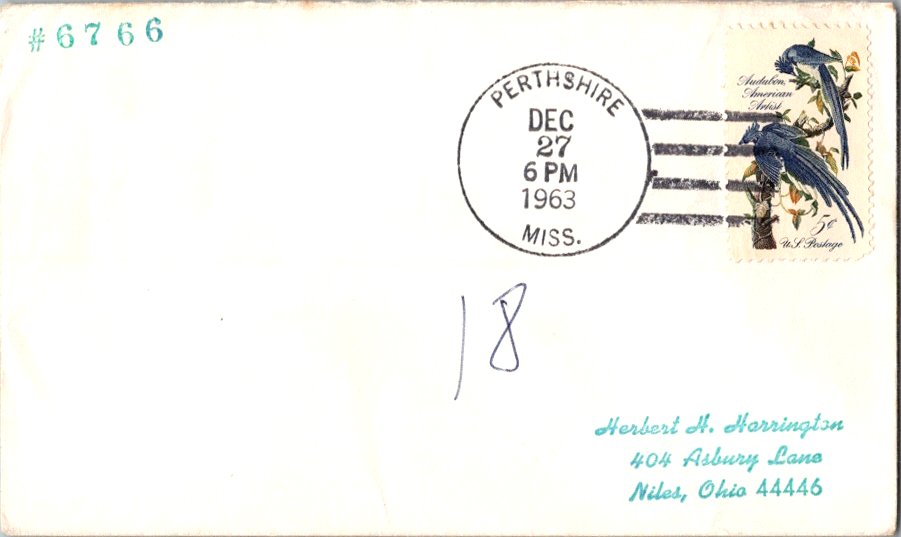 #6766
PERTHSHIRE
DEC
27
6 PM
1963
MISS.
Audubon,
American
Artist
5¢
U.S. Postage
18
Herbert H. Harrington
404 Asbury Lane
Niles, Ohio 44446